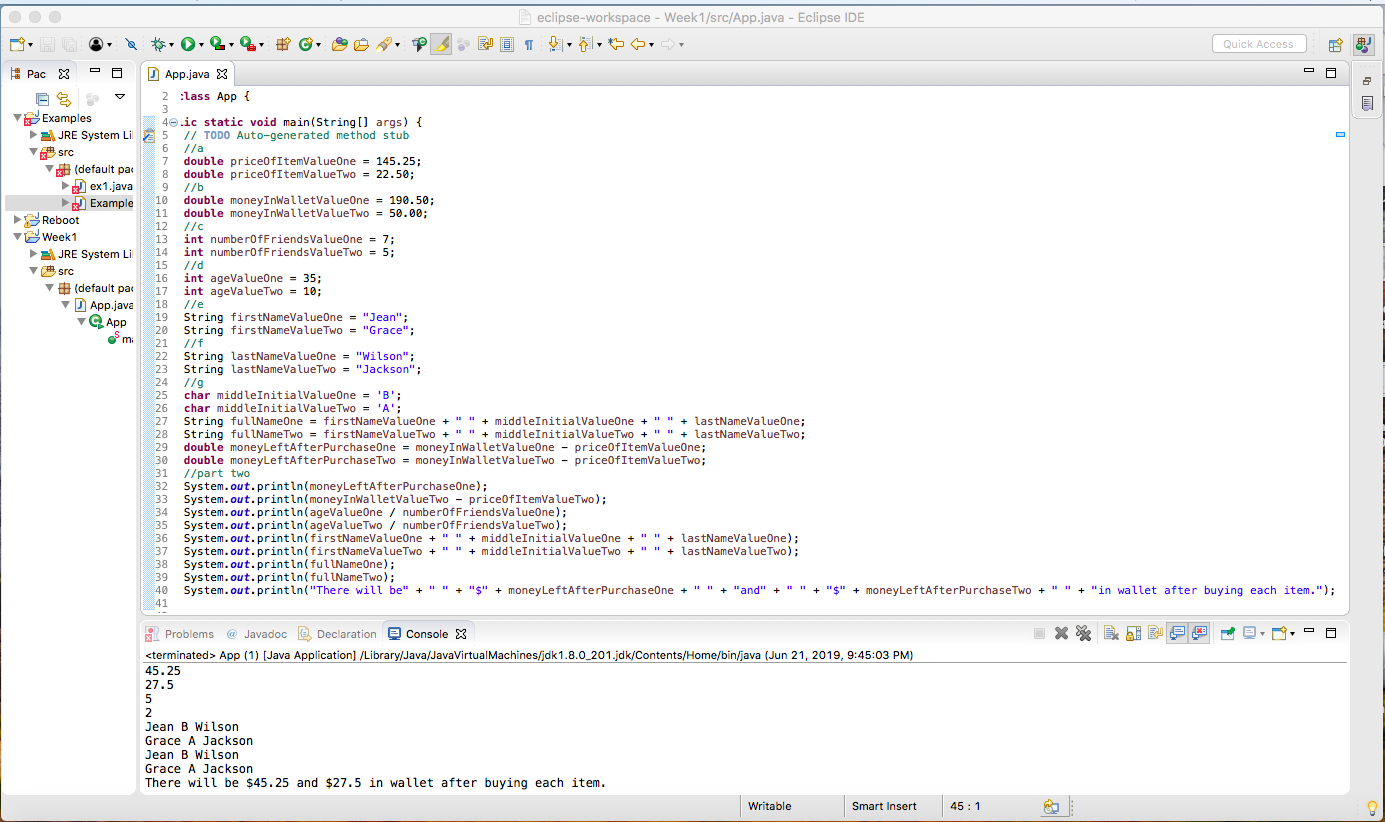 eclipse-workspace - Week1/src/App.java - Eclipse IDE
Quick Access
Pac
App.java
Examples
JRE System Li
src
(default pac
ex1.java
Example
Reboot
Week1
JRE System Li
src
(default pac
App.java
App
ma
2 :lass App {
3
4 .ic static void main(String[] args) {
5 // TODO Auto-generated method stub
6 //a
7 double priceOfItemValueOne = 145.25;
8 double priceOfItemValueTwo = 22.50;
9 //b
10 double moneyInWalletValueOne = 190.50;
11 double moneyInWalletValueTwo = 50.00;
12 //c
13 int numberOfFriendsValueOne = 7;
14 int numberOfFriendsValueTwo = 5;
15 //d
16 int ageValueOne = 35;
17 int ageValueTwo = 10;
18 //e
19 String firstNameValueOne = "Jean";
20 String firstNameValueTwo = "Grace";
21 //f
22 String lastNameValueOne = "Wilson";
23 String lastNameValueTwo = "Jackson";
24 //g
25 char middleInitialValueOne = 'B';
26 char middleInitialValueTwo = 'A';
27 String fullNameOne = firstNameValueOne + " " + middleInitialValueOne + " " + lastNameValueOne;
28 String fullNameTwo = firstNameValueTwo + " " + middleInitialValueTwo + " " + lastNameValueTwo;
29 double moneyLeftAfterPurchaseOne = moneyInWalletValueOne - priceOfItemValueOne;
30 double moneyLeftAfterPurchaseTwo = moneyInWalletValueTwo - priceOfItemValueTwo;
31 //part two
32 System.out.println(moneyLeftAfterPurchaseOne);
33 System.out.println(moneyInWalletValueTwo - priceOfItemValueTwo);
34 System.out.println(ageValueOne / numberOfFriendsValueOne);
35 System.out.println(ageValueTwo / numberOfFriendsValueTwo);
36 System.out.println(firstNameValueOne + " " + middleInitialValueOne + " " + lastNameValueOne);
37 System.out.println(firstNameValueTwo + " " + middleInitialValueTwo + " " + lastNameValueTwo);
38 System.out.println(fullNameOne);
39 System.out.println(fullNameTwo);
40 System.out.println("There will be" + " " + "$" + moneyLeftAfterPurchaseOne + " " + "and" + " " + "$" + moneyLeftAfterPurchaseTwo + " " + "in wallet after buying each item.");
41
Problems @ Javadoc Declaration Console
<terminated> App (1) [Java Application] /Library/Java/JavaVirtualMachines/jdk1.8.0_201.jdk/Contents/Home/bin/java (Jun 21, 2019, 9:45:03 PM)
45.25
27.5
5
2
Jean B Wilson
Grace A Jackson
Jean B Wilson
Grace A Jackson
There will be $45.25 and $27.5 in wallet after buying each item.
Writable Smart Insert 45 : 1